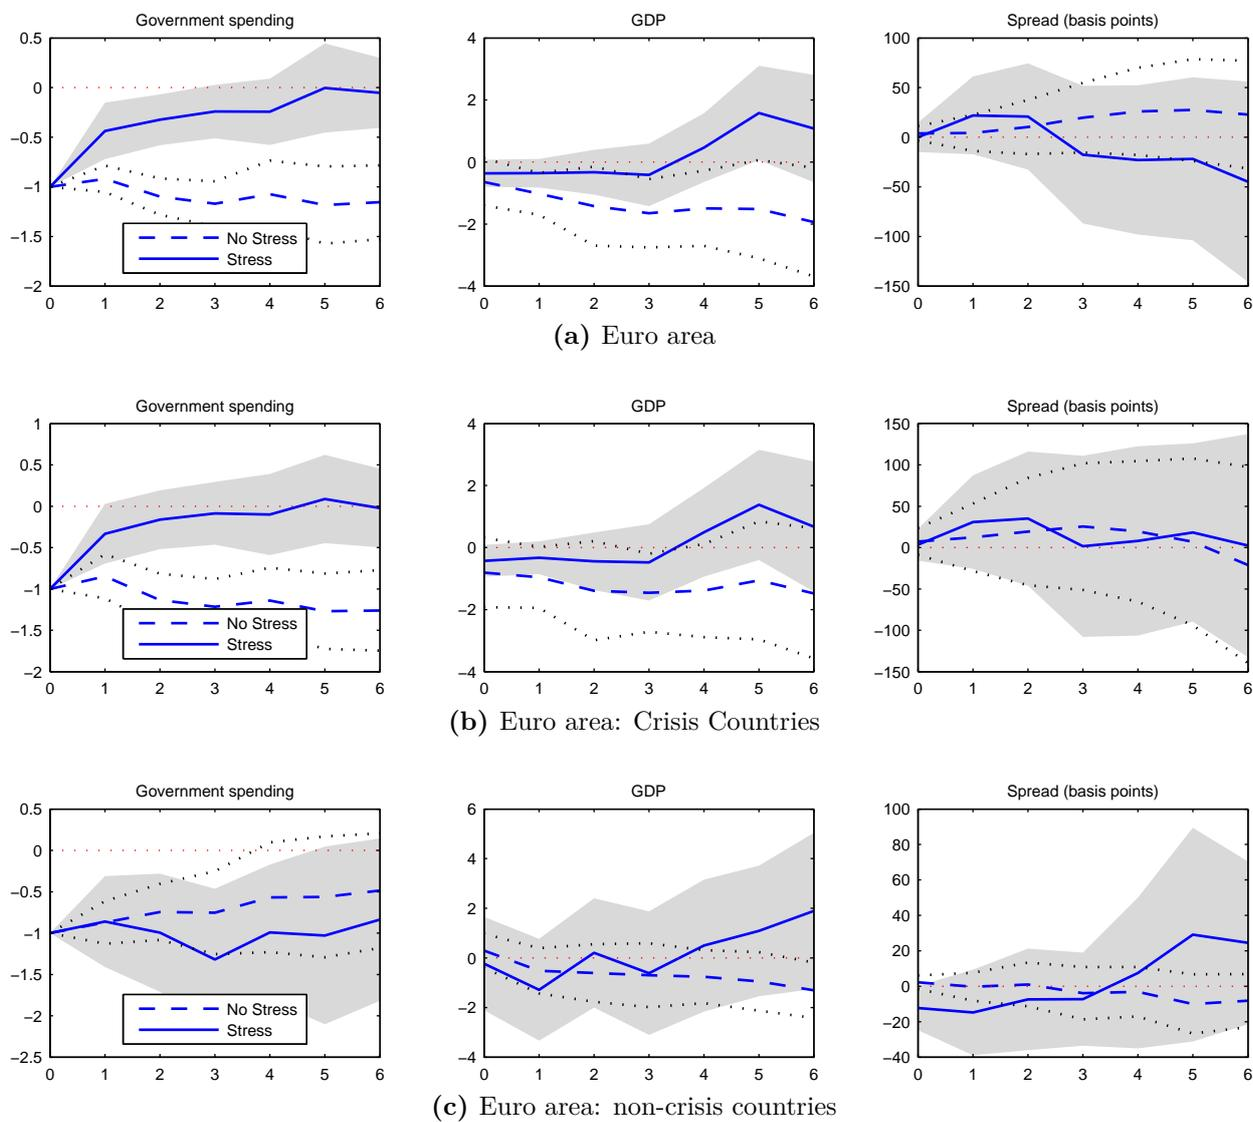 Government spending
0.5
0
−0.5
−1
−1.5
−2
No Stress
Stress
0 1 2 3 4 5 6
GDP
4
2
0
−2
−4
0 1 2 3 4 5 6
Spread (basis points)
100
50
0
−50
−100
−150
0 1 2 3 4 5 6
(a) Euro area
Government spending
1
0.5
0
−0.5
−1
−1.5
−2
No Stress
Stress
0 1 2 3 4 5 6
GDP
4
2
0
−2
−4
0 1 2 3 4 5 6
Spread (basis points)
150
100
50
0
−50
−100
−150
0 1 2 3 4 5 6
(b) Euro area: Crisis Countries
Government spending
0.5
0
−0.5
−1
−1.5
−2
−2.5
No Stress
Stress
0 1 2 3 4 5 6
GDP
6
4
2
0
−2
−4
0 1 2 3 4 5 6
Spread (basis points)
100
80
60
40
20
0
−20
−40
0 1 2 3 4 5 6
(c) Euro area: non-crisis countries